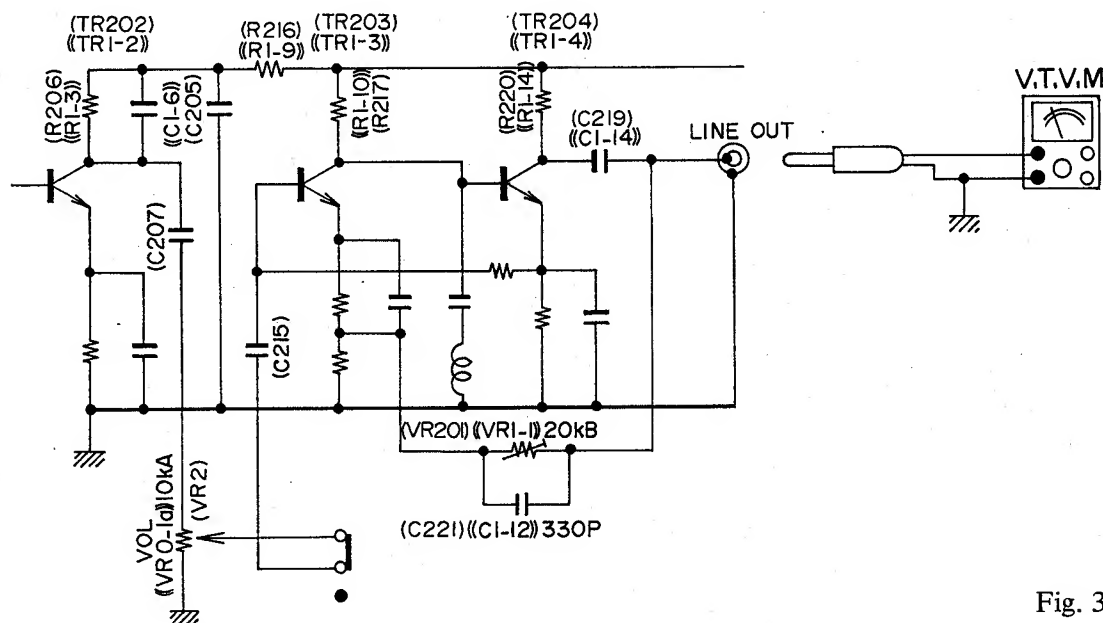 (TR202)
((TR1-2))
(R216)
((R1-9))
(TR203)
((TR1-3))
(TR204)
((TR1-4))
(R206)
((R1-3))
((C1-6))
(C205)
((R1-10))
(R217)
(R220)
((R1-14))
(C219)
((C1-14))
LINE OUT
V.T.V.M
(C207)
(C215)
(VR201)((VR1-1))20kB
(C221)((C1-12))330P
VOL
((VR0-1a))10kA
(VR2)
Fig. 3